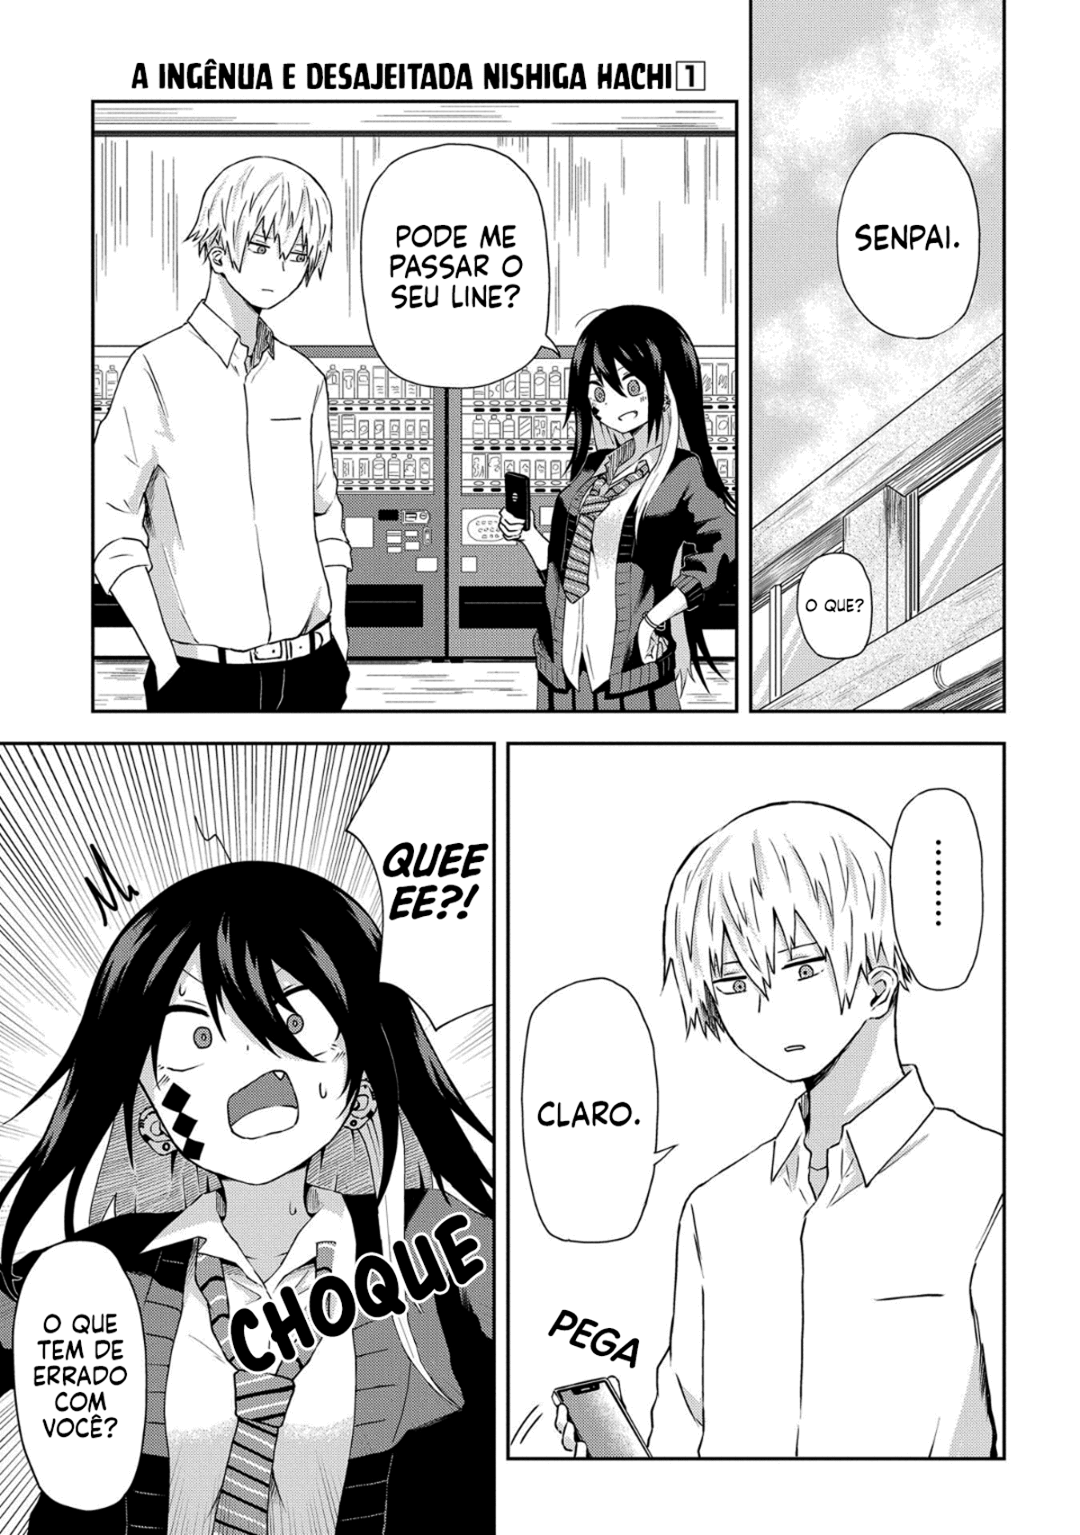 A INGÊNUA E DESAJEITADA NISHIGA HACHI 1
SENPAI.
O QUE?
PODE ME
PASSAR O
SEU LINE?
.........
CLARO.
PEGA
QUEE
EE?!
CHOQUE
O QUE
TEM DE
ERRADO
COM
VOCÊ?